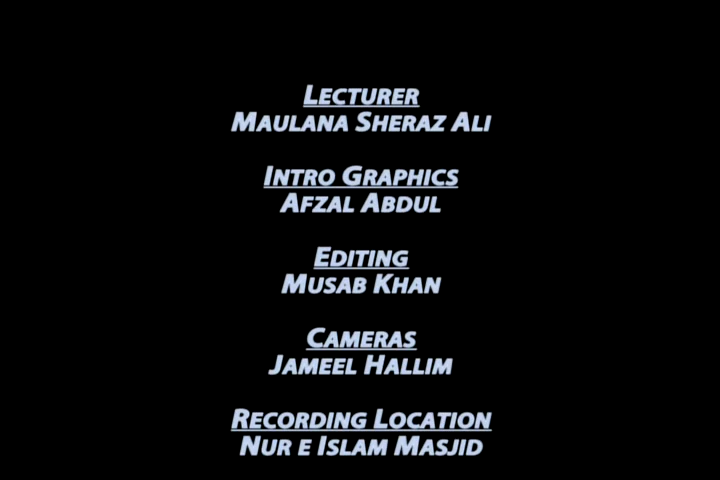 Lecturer
Maulana Sheraz Ali
Intro Graphics
Afzal Abdul
Editing
Musab Khan
Cameras
Jameel Hallim
Recording Location
Nur e Islam Masjid